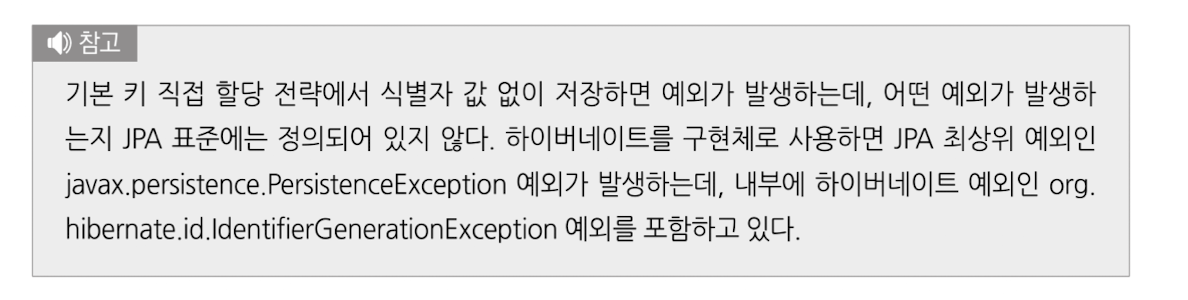 참고
기본 키 직접 할당 전략에서 식별자 값 없이 저장하면 예외가 발생하는데, 어떤 예외가 발생하
는지 JPA 표준에는 정의되어 있지 않다. 하이버네이트를 구현체로 사용하면 JPA 최상위 예외인
javax.persistence.PersistenceException 예외가 발생하는데, 내부에 하이버네이트 예외인 org.
hibernate.id.IdentifierGenerationException 예외를 포함하고 있다.